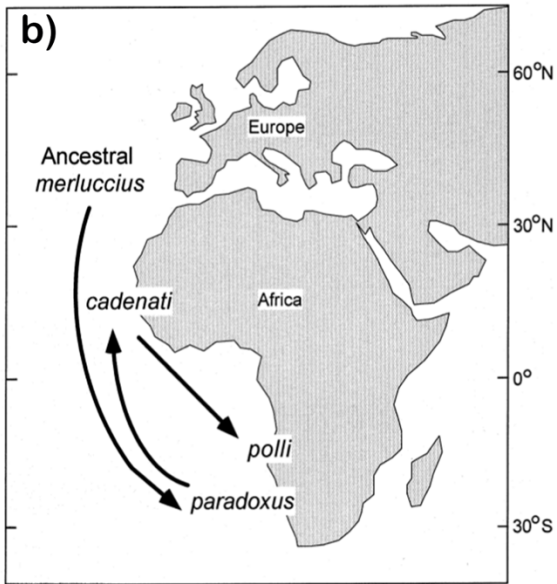 b)
60°N
Europe
Ancestral
merluccius
30°N
cadenati
Africa
0°
polli
paradoxus
30°S